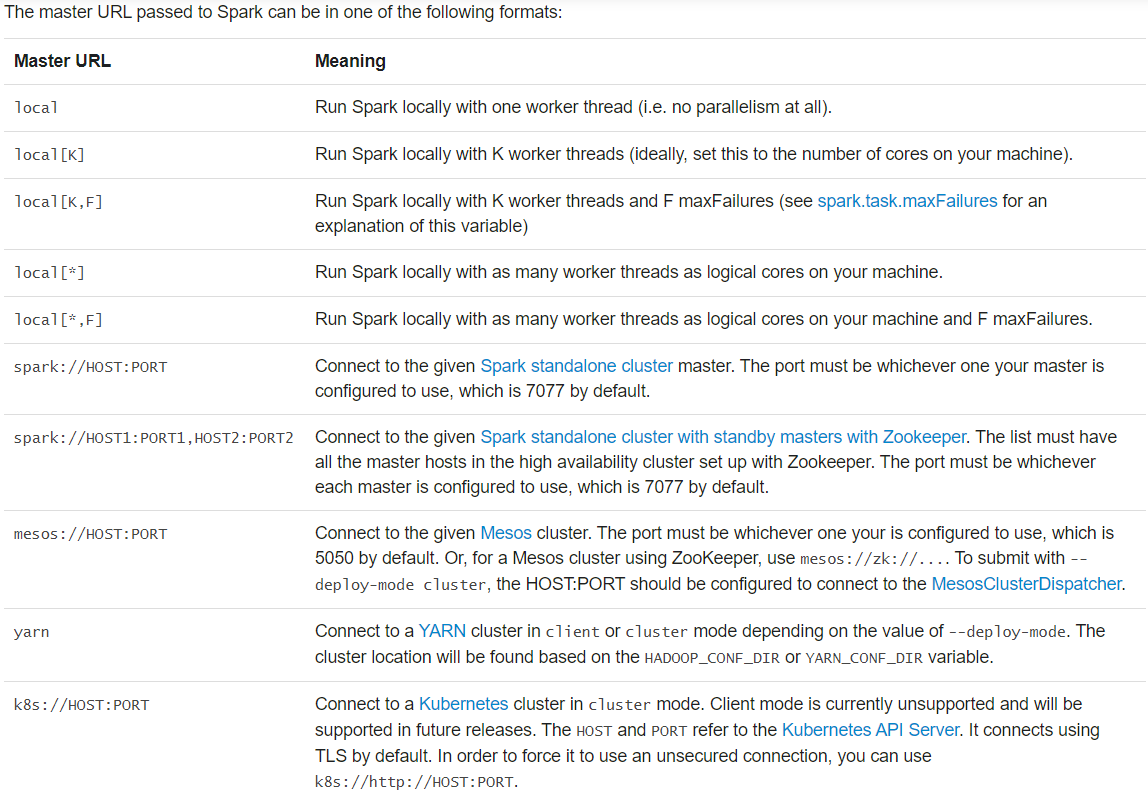 The master URL passed to Spark can be in one of the following formats:
Master URL Meaning
local Run Spark locally with one worker thread (i.e. no parallelism at all).
local[K] Run Spark locally with K worker threads (ideally, set this to the number of cores on your machine).
local[K,F] Run Spark locally with K worker threads and F maxFailures (see spark.task.maxFailures for an
explanation of this variable)
local[*] Run Spark locally with as many worker threads as logical cores on your machine.
local[*,F] Run Spark locally with as many worker threads as logical cores on your machine and F maxFailures.
spark://HOST:PORT Connect to the given Spark standalone cluster master. The port must be whichever one your master is
configured to use, which is 7077 by default.
spark://HOST1:PORT1,HOST2:PORT2 Connect to the given Spark standalone cluster with standby masters with Zookeeper. The list must have
all the master hosts in the high availability cluster set up with Zookeeper. The port must be whichever
each master is configured to use, which is 7077 by default.
mesos://HOST:PORT Connect to the given Mesos cluster. The port must be whichever one your is configured to use, which is
5050 by default. Or, for a Mesos cluster using ZooKeeper, use mesos://zk://.... To submit with --
deploy-mode cluster, the HOST:PORT should be configured to connect to the MesosClusterDispatcher.
yarn Connect to a YARN cluster in client or cluster mode depending on the value of --deploy-mode. The
cluster location will be found based on the HADOOP_CONF_DIR or YARN_CONF_DIR variable.
k8s://HOST:PORT Connect to a Kubernetes cluster in cluster mode. Client mode is currently unsupported and will be
supported in future releases. The HOST and PORT refer to the Kubernetes API Server. It connects using
TLS by default. In order to force it to use an unsecured connection, you can use
k8s://http://HOST:PORT.